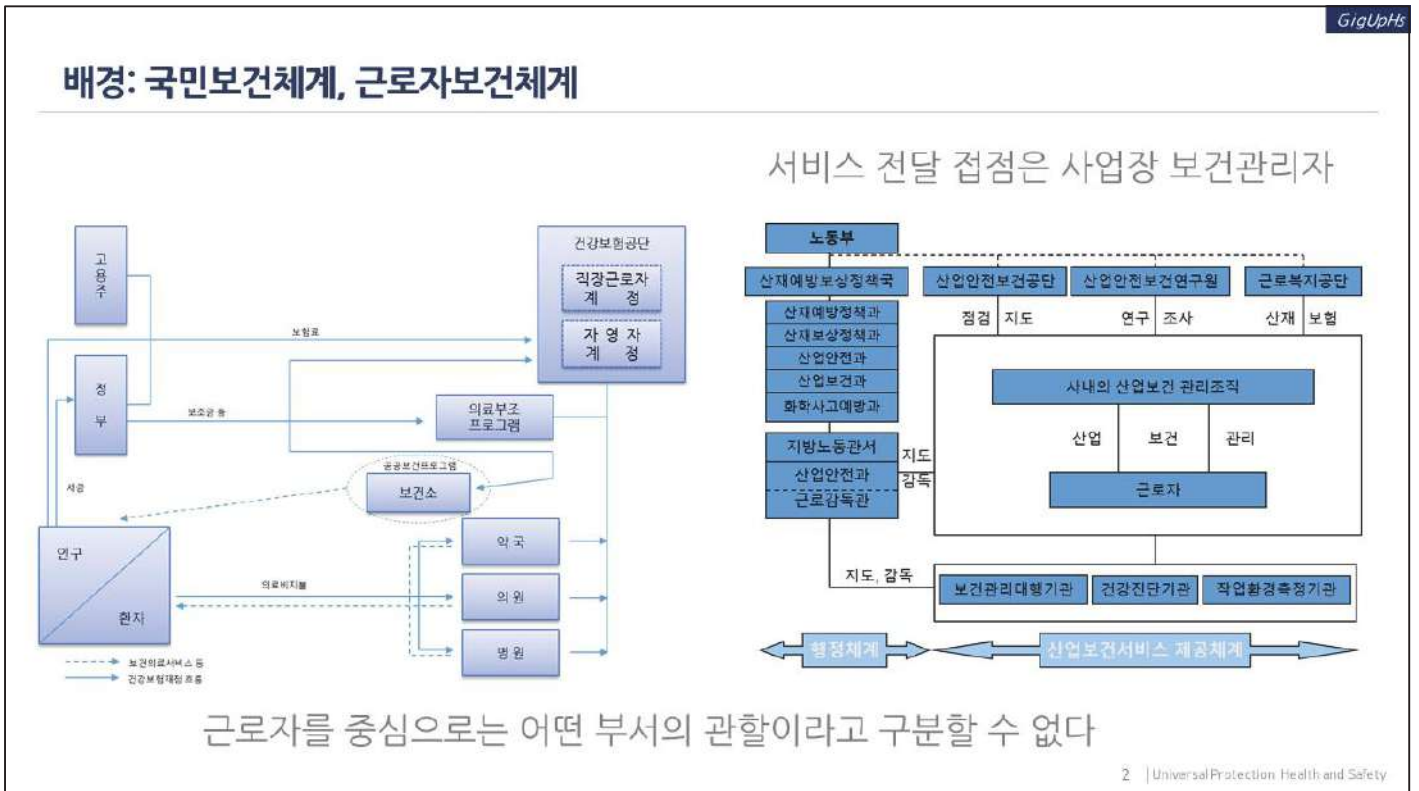 GigUpHs
배경: 국민보건체계, 근로자보건체계
서비스 전달 접점은 사업장 보건관리자
고
용
주
정
부
보험료
보조금 등
세금
건강보험공단
직장근로자
계 정
자 영 자
계 정
의료부조
프로그램
공공보건프로그램
보건소
인구
환자
의료비지불
약 국
의 원
병 원
보건의료서비스 등
건강보험재정 흐름
노동부
산재예방보상정책국
산업안전보건공단
산업안전보건연구원
근로복지공단
산재예방정책과
산재보상정책과
산업안전과
산업보건과
화학사고예방과
점검 지도
연구 조사
산재 보험
사내의 산업보건 관리조직
산업 보건 관리
근로자
지방노동관서
산업안전과
근로감독관
지도
감독
지도, 감독
보건관리대행기관
건강진단기관
작업환경측정기관
행정체계
산업보건서비스 제공체계
근로자를 중심으로는 어떤 부서의 관할이라고 구분할 수 없다
2 | Universal Protection Health and Safety